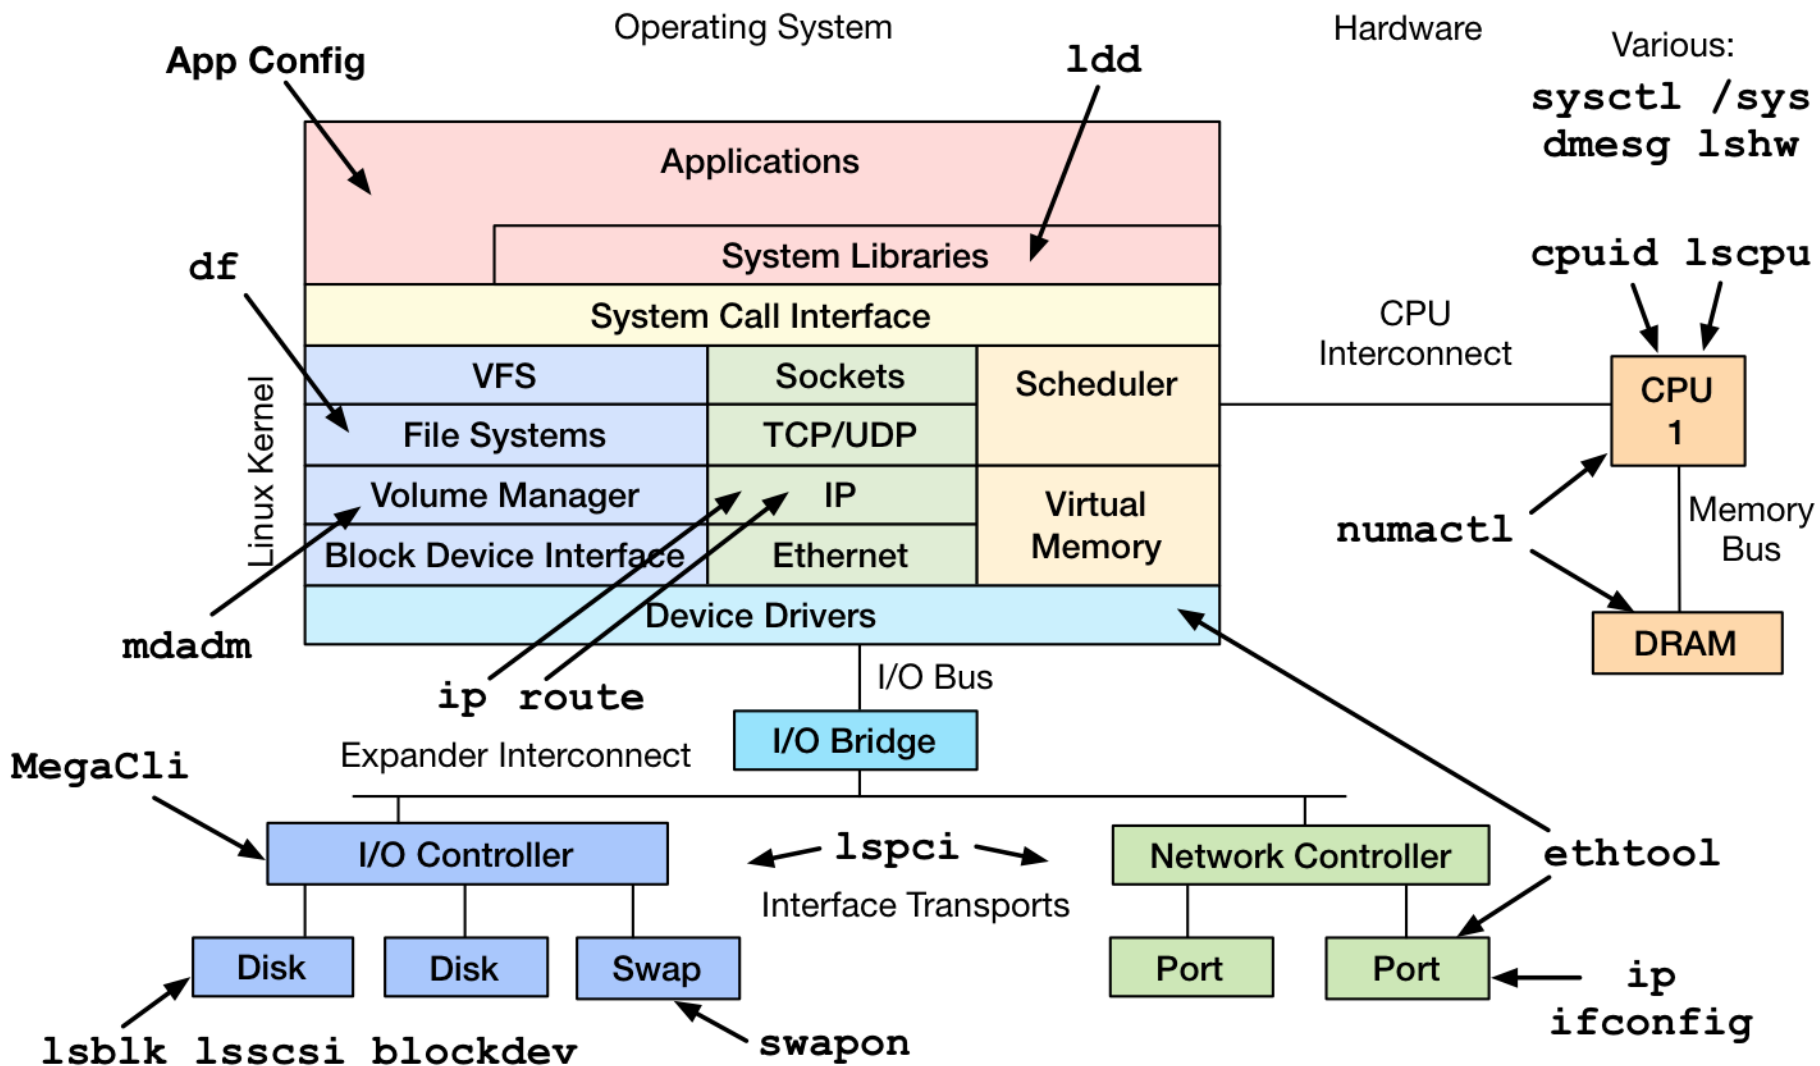 Operating System
Hardware
Various:
App Config
ldd
sysctl /sys
dmesg lshw
Applications
df
System Libraries
cpuid lscpu
System Call Interface
CPU
Interconnect
Linux Kernel
VFS
Sockets
Scheduler
CPU
1
File Systems
TCP/UDP
Volume Manager
IP
Virtual
Memory
numactl
Memory
Bus
Block Device Interface
Ethernet
Device Drivers
mdadm
DRAM
ip route
I/O Bus
Expander Interconnect
I/O Bridge
MegaCli
I/O Controller
lspci
Network Controller
ethtool
Interface Transports
Disk
Disk
Swap
Port
Port
ip
ifconfig
lsblk lsscsi blockdev
swapon